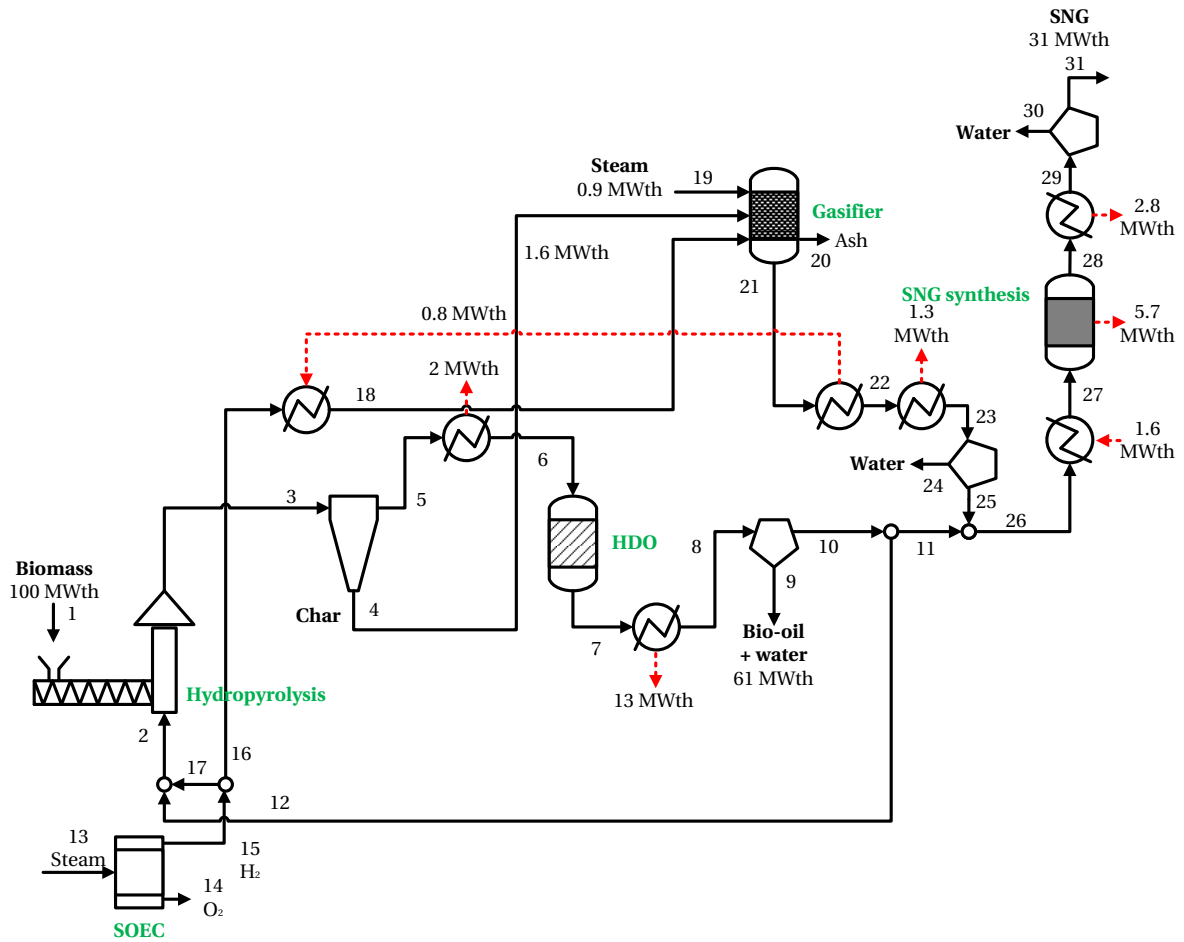 SNG
31 MWth
31
30
Water
29
2.8
MWth
28
Steam
0.9 MWth
19
Gasifier
Ash
20
1.6 MWth
21
SNG synthesis
1.3
MWth
5.7
MWth
0.8 MWth
2 MWth
18
22
27
23
1.6
MWth
6
Water
24
25
3
5
26
HDO
8
10
11
Biomass
100 MWth
1
Char
4
9
7
Bio-oil
+ water
61 MWth
13 MWth
Hydropyrolysis
2
16
17
12
13
Steam
15
H₂
14
O₂
SOEC